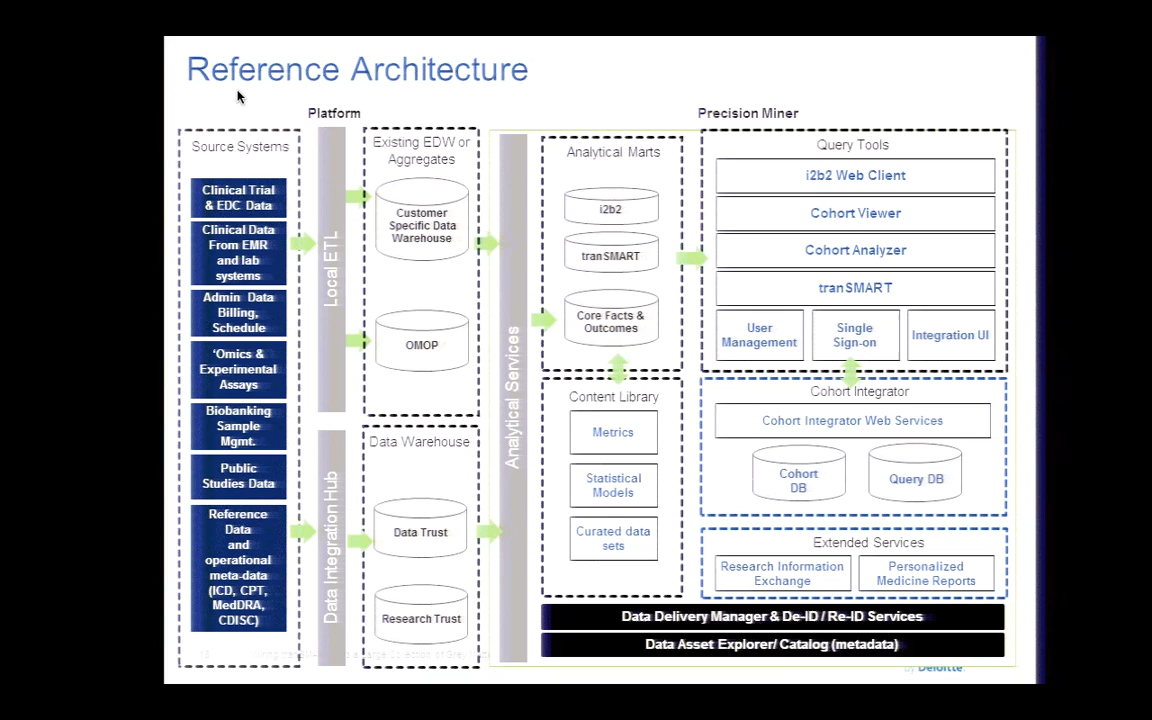 Reference Architecture
Platform
Precision Miner
Source Systems
Clinical Trial
& EDC Data
Clinical Data
From EMR
and lab
systems
Admin Data
Billing,
Schedule
‘Omics &
Experimental
Assays
Biobanking
Sample
Mgmt.
Public
Studies Data
Reference
Data
and
operational
meta-data
(ICD, CPT,
MedDRA,
CDISC)
Local ETL
Data Integration Hub
Existing EDW or
Aggregates
Customer
Specific Data
Warehouse
OMOP
Data Warehouse
Data Trust
Research Trust
Analytical Services
Analytical Marts
i2b2
tranSMART
Core Facts &
Outcomes
Content Library
Metrics
Statistical
Models
Curated data
sets
Query Tools
i2b2 Web Client
Cohort Viewer
Cohort Analyzer
tranSMART
User
Management
Single
Sign-on
Integration UI
Cohort Integrator
Cohort Integrator Web Services
Cohort
DB
Query DB
Extended Services
Research Information
Exchange
Personalized
Medicine Reports
Data Delivery Manager & De-ID / Re-ID Services
Data Asset Explorer/ Catalog (metadata)
by Deloitte.